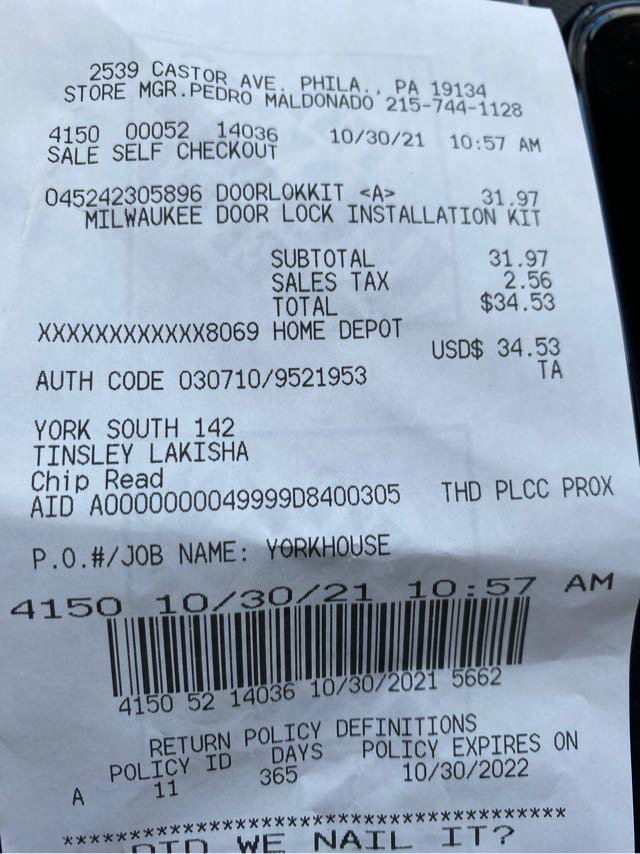 2539 CASTOR AVE. PHILA., PA 19134
STORE MGR.PEDRO MALDONADO 215-744-1128
4150 00052 14036 10/30/21 10:57 AM
SALE SELF CHECKOUT
045242305896 DOORLOKKIT <A> 31.97
MILWAUKEE DOOR LOCK INSTALLATION KIT
SUBTOTAL 31.97
SALES TAX 2.56
TOTAL $34.53
XXXXXXXXXXXX8069 HOME DEPOT
USD$ 34.53
AUTH CODE 030710/9521953 TA
YORK SOUTH 142
TINSLEY LAKISHA
Chip Read
AID A0000000049999D8400305 THD PLCC PROX
P.O.#/JOB NAME: YORKHOUSE
4150 10/30/21 10:57 AM
4150 52 14036 10/30/2021 5662
RETURN POLICY DEFINITIONS
POLICY ID DAYS POLICY EXPIRES ON
A 11 365 10/30/2022
***************************************
DID WE NAIL IT?